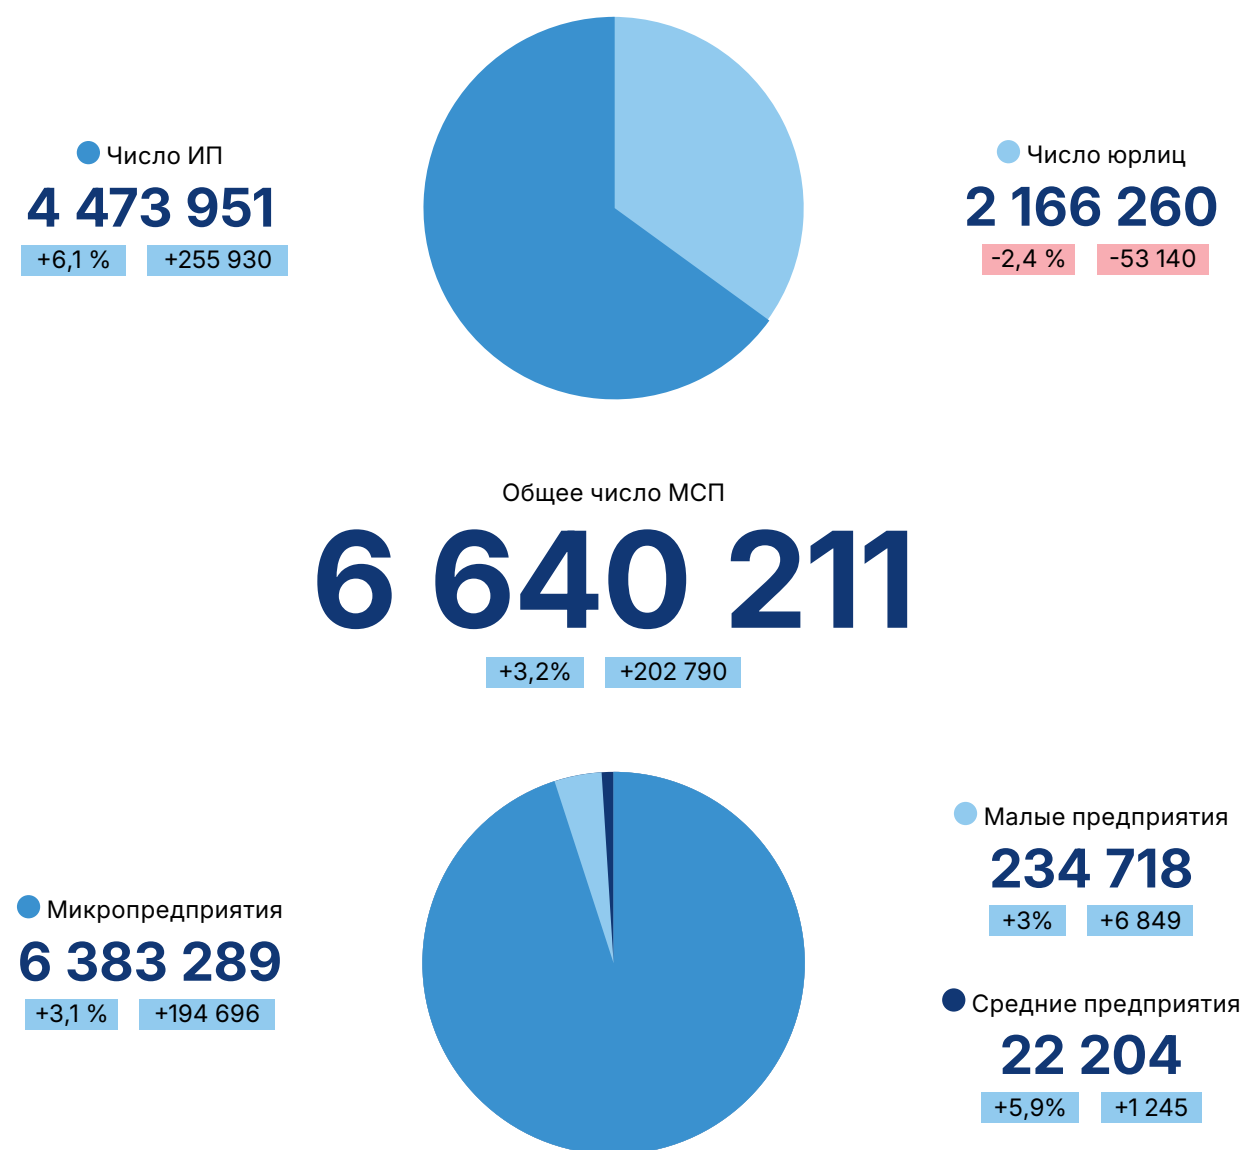 Число ИП
4 473 951
+6,1 % +255 930
Число юрлиц
2 166 260
-2,4 % -53 140
Общее число МСП
6 640 211
+3,2% +202 790
Микропредприятия
6 383 289
+3,1 % +194 696
Малые предприятия
234 718
+3% +6 849
Средние предприятия
22 204
+5,9% +1 245